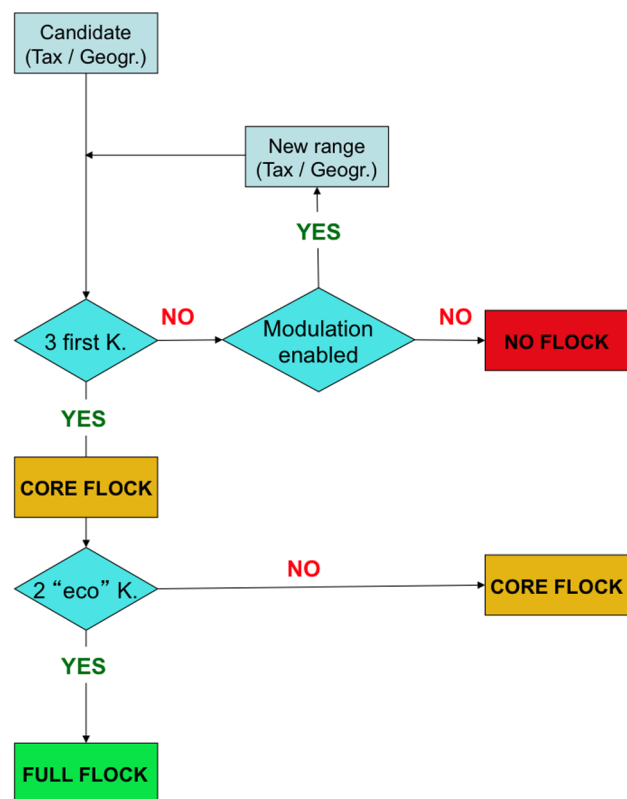 Candidate
(Tax / Geogr.)
New range
(Tax / Geogr.)
YES
3 first K.
NO
Modulation
enabled
NO
NO FLOCK
YES
CORE FLOCK
2 “eco” K.
NO
CORE FLOCK
YES
FULL FLOCK